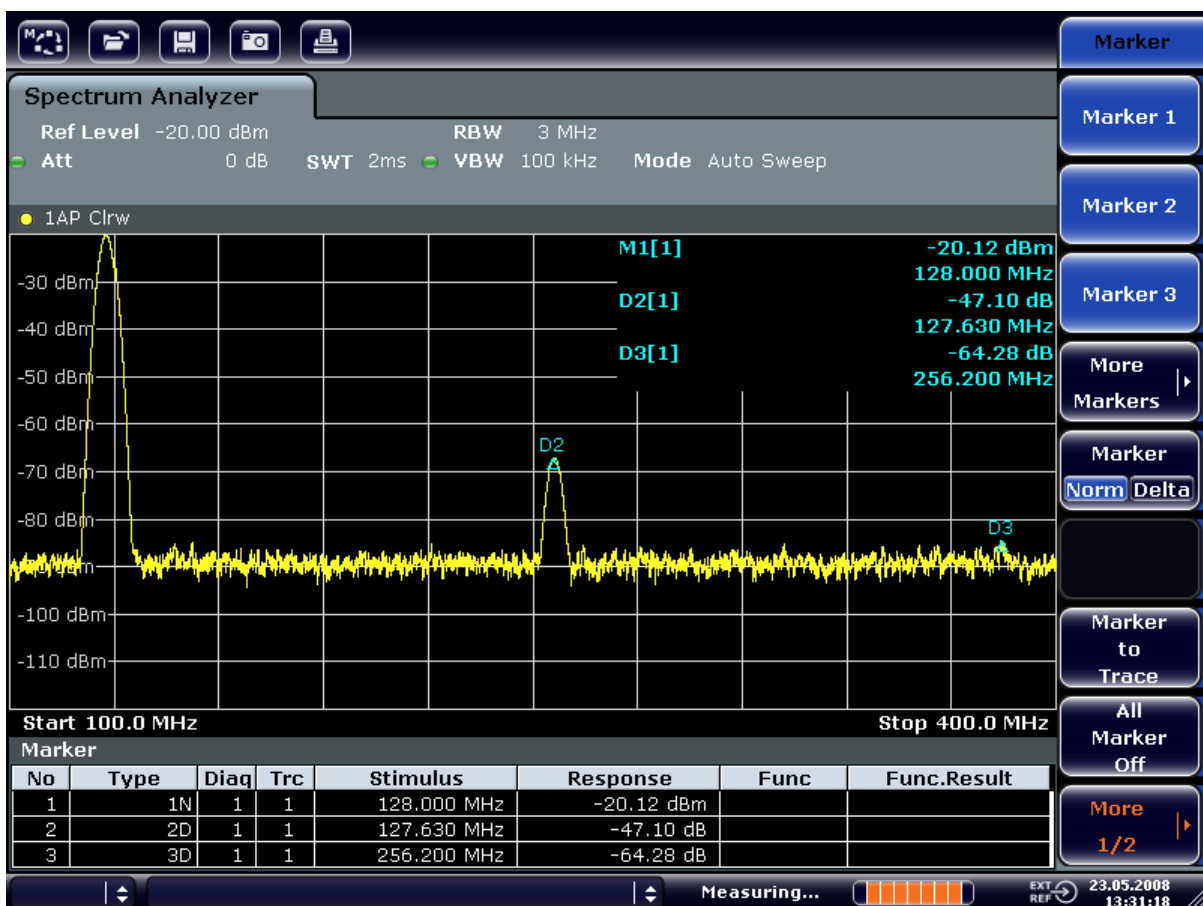 M
Marker
Spectrum Analyzer
Ref Level -20.00 dBm RBW 3 MHz
Att 0 dB SWT 2ms VBW 100 kHz Mode Auto Sweep
1AP Clrw
M1[1] -20.12 dBm
128.000 MHz
D2[1] -47.10 dB
127.630 MHz
D3[1] -64.28 dB
256.200 MHz
-30 dBm
-40 dBm
-50 dBm
-60 dBm
-70 dBm
-80 dBm
-100 dBm
-110 dBm
D2
D3
Start 100.0 MHz Stop 400.0 MHz
Marker
No Type Diaq Trc Stimulus Response Func Func.Result
1 1N 1 1 128.000 MHz -20.12 dBm
2 2D 1 1 127.630 MHz -47.10 dB
3 3D 1 1 256.200 MHz -64.28 dB
Marker 1
Marker 2
Marker 3
More
Markers
Marker
Norm Delta
Marker
to
Trace
All
Marker
Off
More
1/2
Measuring...
EXT
REF
23.05.2008
13:31:18